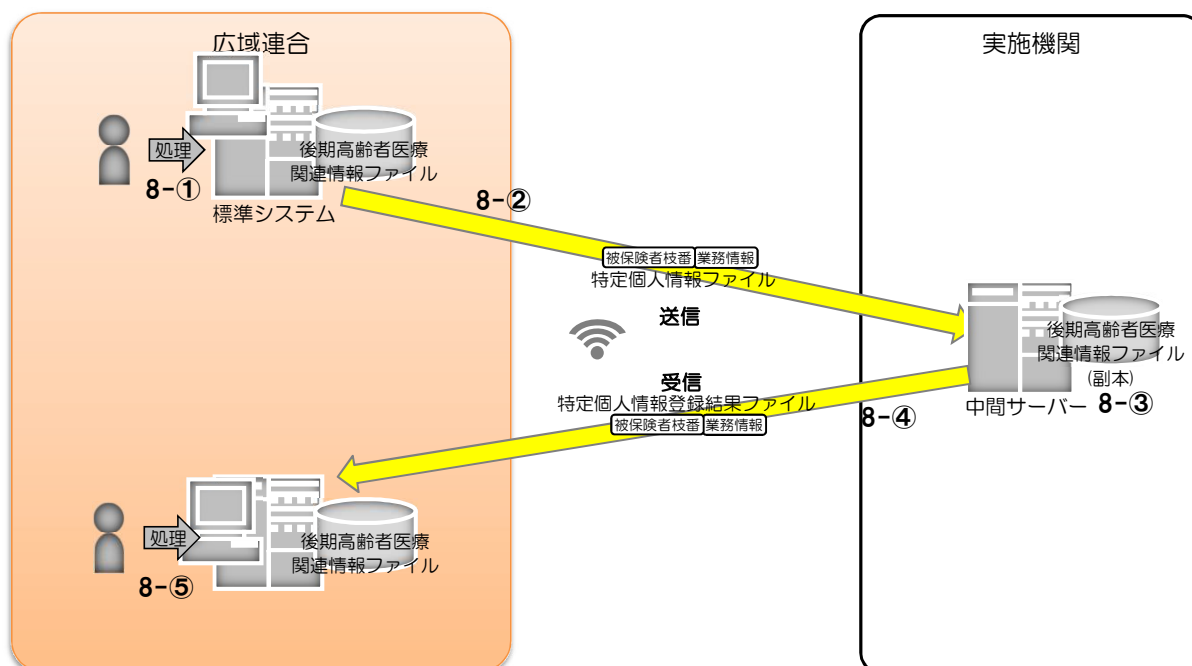 広域連合
実施機関
処理
8-①
後期高齢者医療
関連情報ファイル
標準システム
8-②
被保険者枝番 業務情報
特定個人情報ファイル
送信
後期高齢者医療
関連情報ファイル
(副本)
中間サーバー
8-③
受信
特定個人情報登録結果ファイル
被保険者枝番 業務情報
8-④
処理
8-⑤
後期高齢者医療
関連情報ファイル